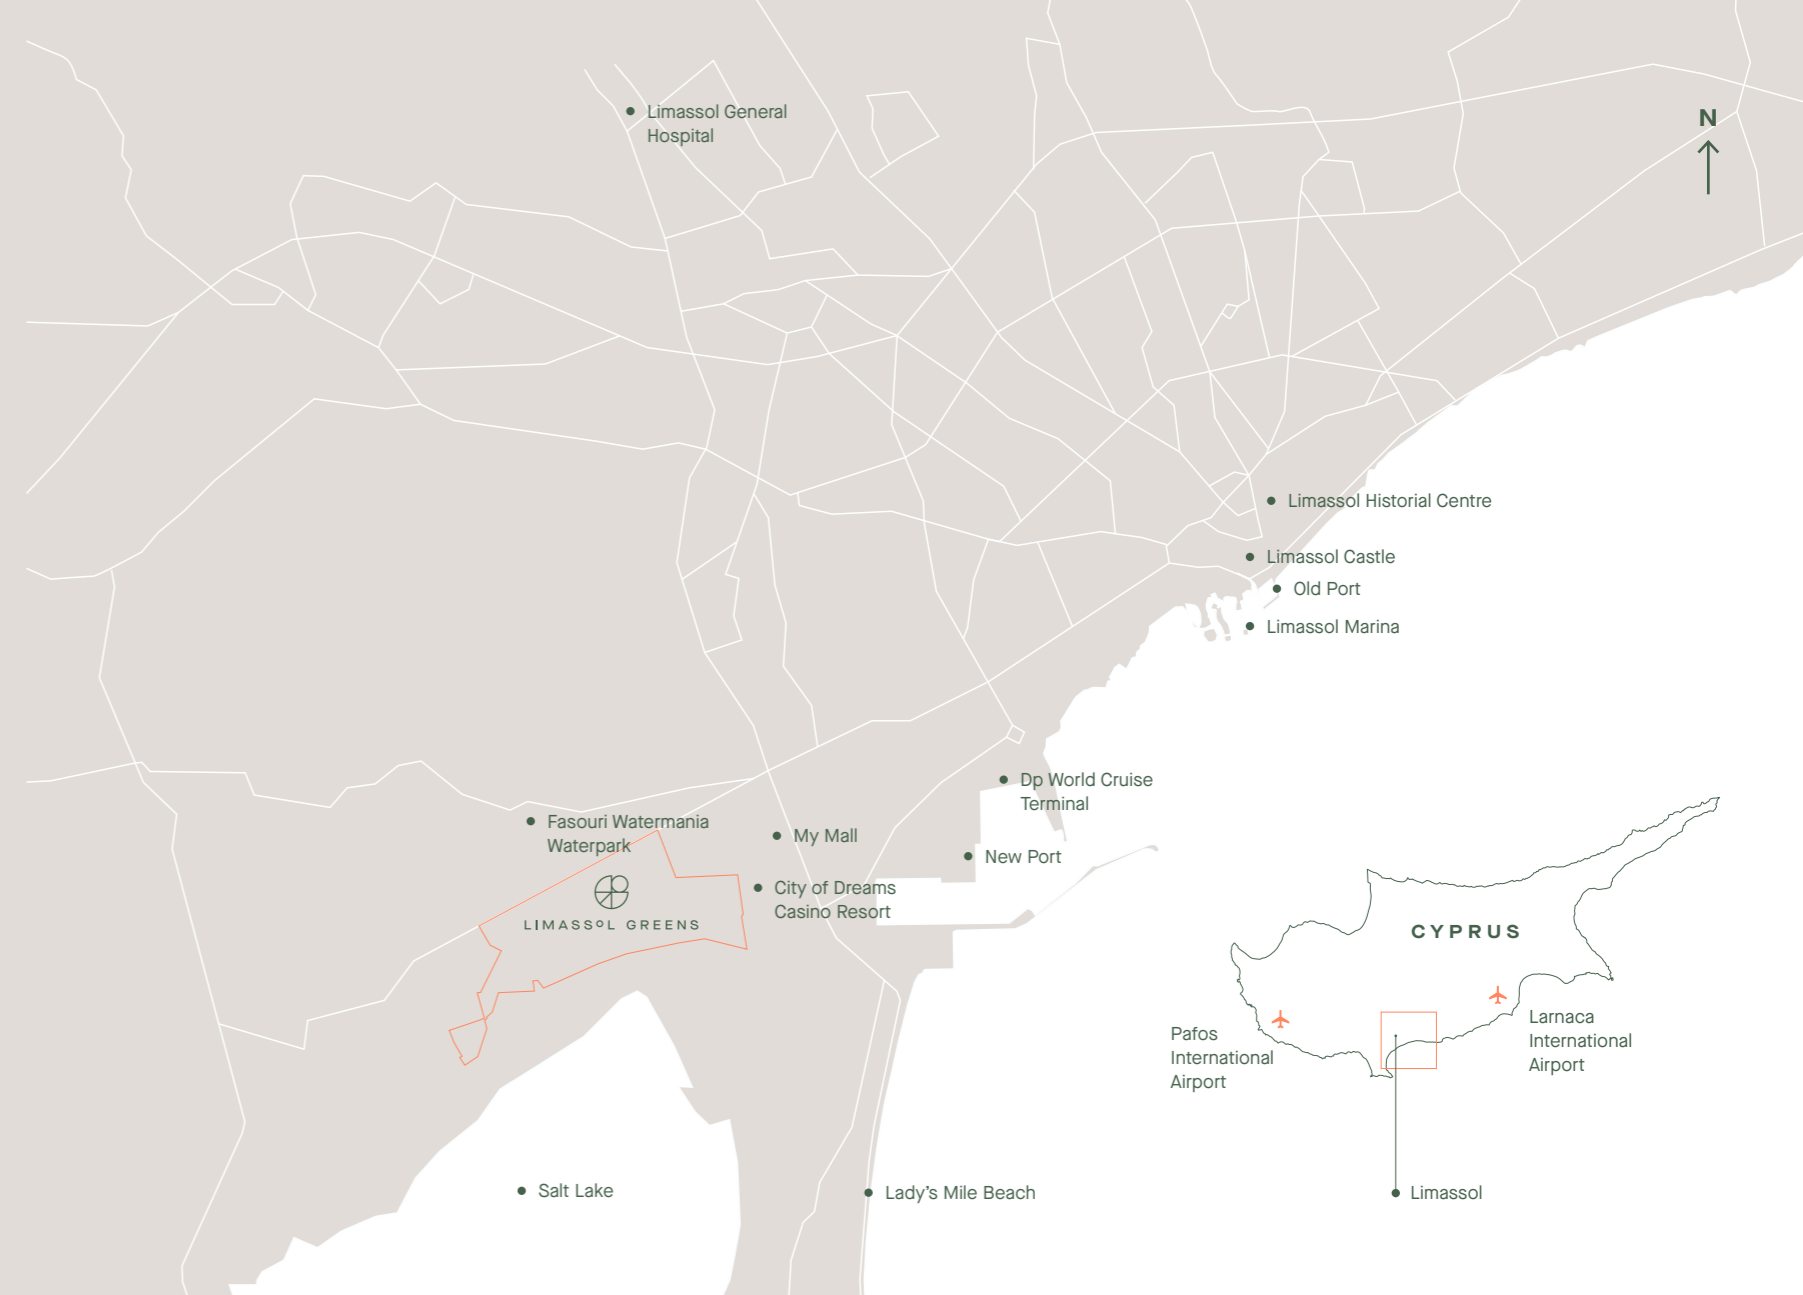 Limassol General
Hospital
N
Limassol Historial Centre
Limassol Castle
Old Port
Limassol Marina
Dp World Cruise
Terminal
Fasouri Watermania
Waterpark
My Mall
New Port
City of Dreams
Casino Resort
LIMASSOL GREENS
CYPRUS
Pafos
International
Airport
Larnaca
International
Airport
Salt Lake
Lady’s Mile Beach
Limassol